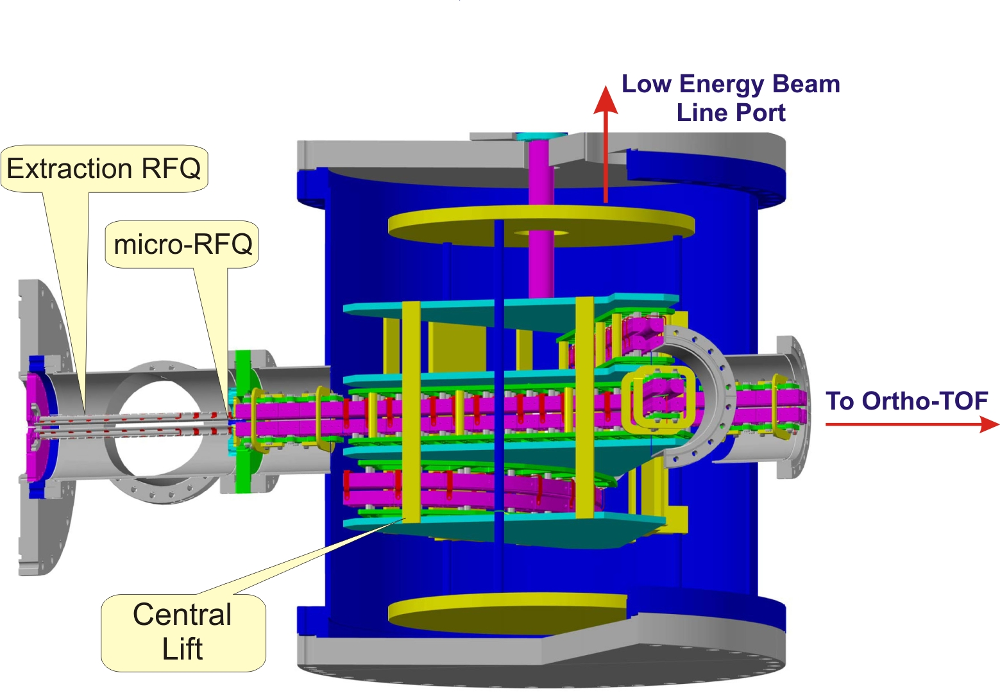 Low Energy Beam
Line Port
Extraction RFQ
micro-RFQ
To Ortho-TOF
Central
Lift